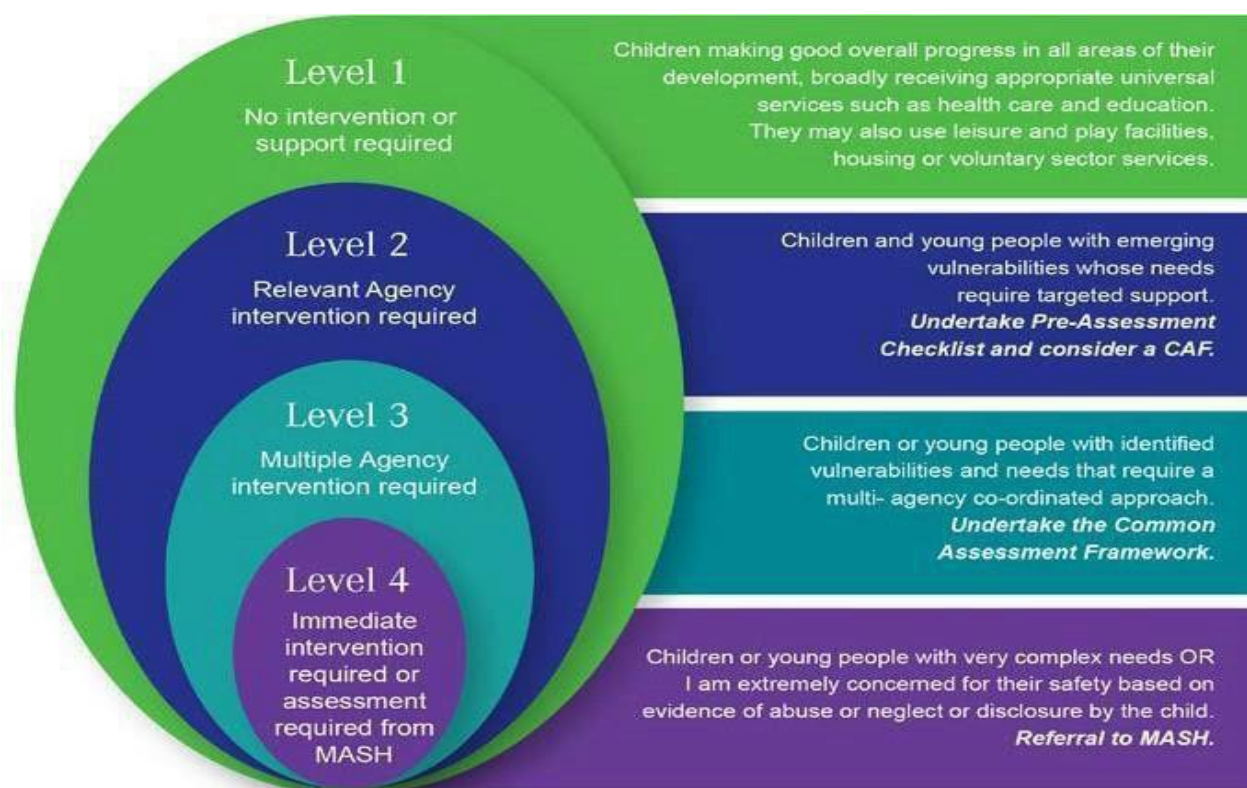 Level 1
No intervention or
support required
Children making good overall progress in all areas of their
development, broadly receiving appropriate universal
services such as health care and education.
They may also use leisure and play facilities,
housing or voluntary sector services.
Level 2
Relevant Agency
intervention required
Children and young people with emerging
vulnerabilities whose needs
require targeted support.
Undertake Pre-Assessment
Checklist and consider a CAF.
Level 3
Multiple Agency
intervention required
Children or young people with identified
vulnerabilities and needs that require a
multi- agency co-ordinated approach.
Undertake the Common
Assessment Framework.
Level 4
Immediate
intervention
required or
assessment
required from
MASH
Children or young people with very complex needs OR
I am extremely concerned for their safety based on
evidence of abuse or neglect or disclosure by the child.
Referral to MASH.